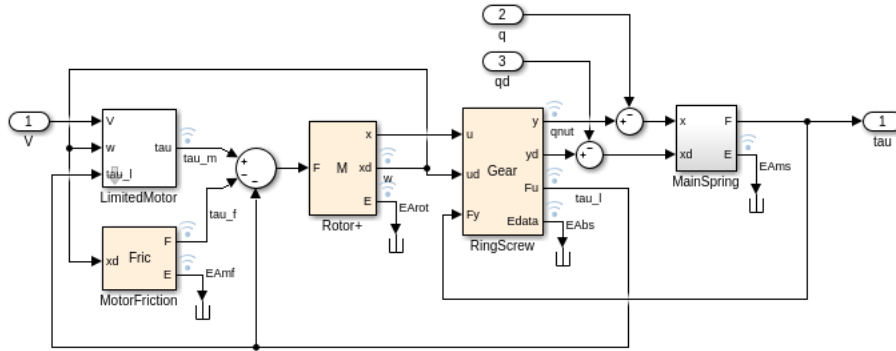 2
q
3
qd
1
V
V
w
tau_l
tau
LimitedMotor
tau_m
tau_f
+
−
−
xd
Fric
F
E
MotorFriction
EAmf
F
M
x
xd
E
Rotor+
w
EArot
u
ud
Fy
Gear
y
yd
Fu
Edata
RingScrew
qnut
tau_l
EAbs
+
−
+
−
x
xd
F
E
MainSpring
EAms
1
tau